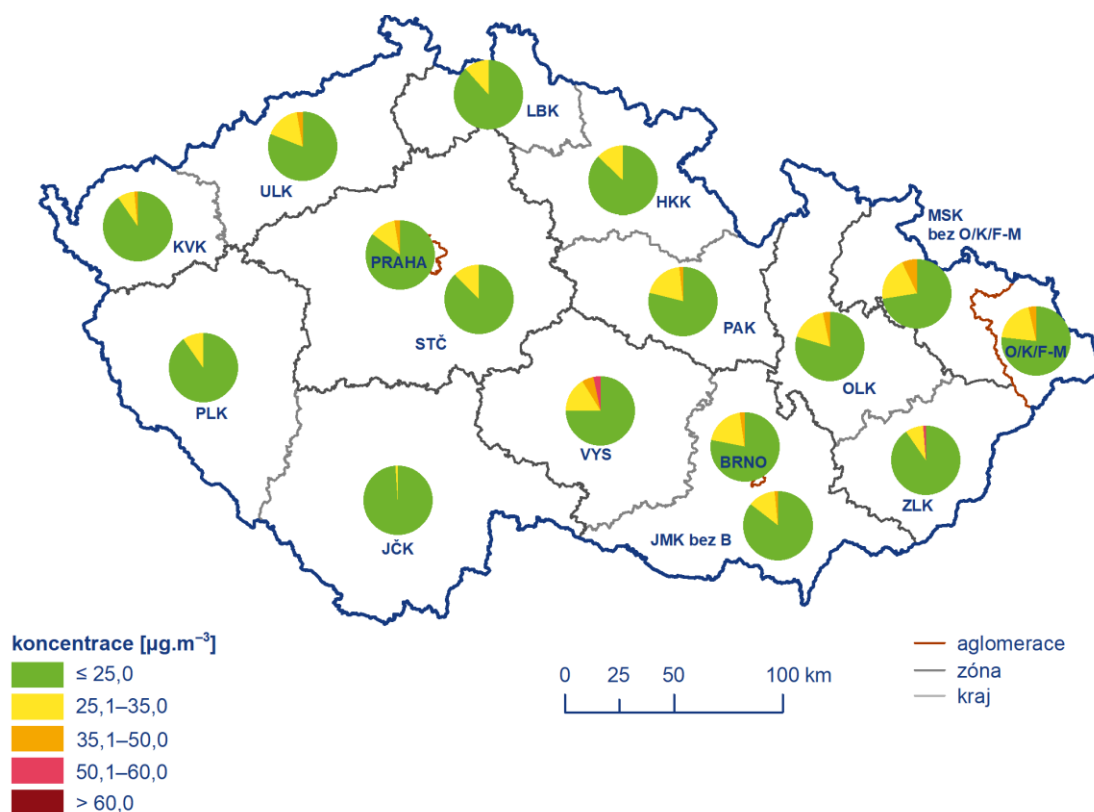 LBK
ULK
HKK
KVK
MSK
bez O/K/F-M
PRAHA
STČ
PAK
O/K/F-M
OLK
PLK
VYS
BRNO
ZLK
JČK
JMK bez B
koncentrace [µg.m⁻³]
≤ 25,0
25,1–35,0
35,1–50,0
50,1–60,0
> 60,0
0 25 50 100 km
aglomerace
zóna
kraj